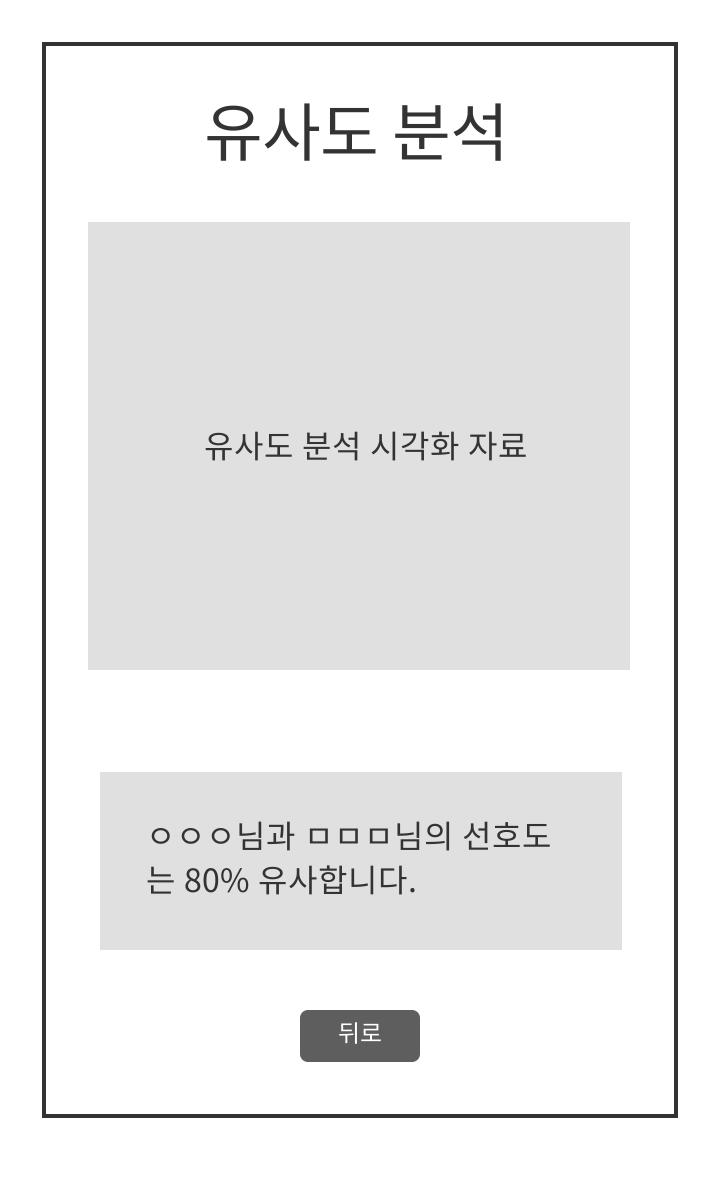 유사도 분석
유사도 분석 시각화 자료
ㅇㅇㅇ님과 ㅁㅁㅁ님의 선호도
는 80% 유사합니다.
뒤로